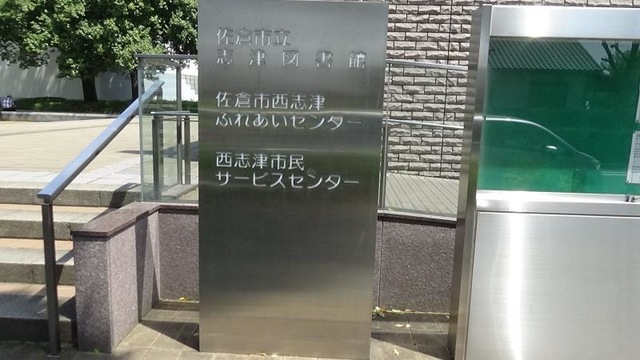 佐倉市立
志津図書館
佐倉市西志津
ふれあいセンター
西志津市民
サービスセンター